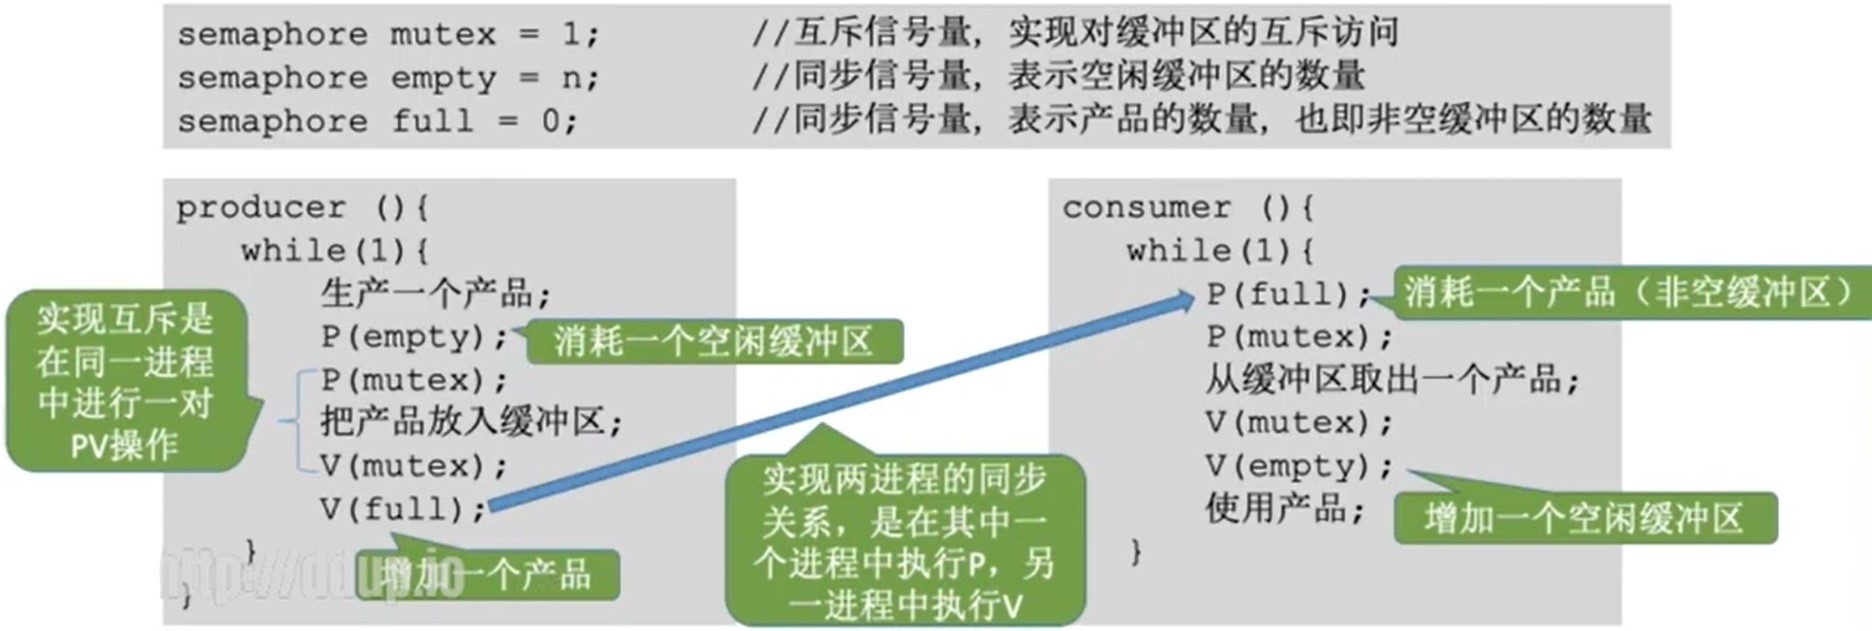 semaphore mutex = 1; //互斥信号量，实现对缓冲区的互斥访问
semaphore empty = n; //同步信号量，表示空闲缓冲区的数量
semaphore full = 0; //同步信号量，表示产品的数量，也即非空缓冲区的数量
producer (){
while(1){
生产一个产品;
P(empty);
消耗一个空闲缓冲区
P(mutex);
把产品放入缓冲区;
V(mutex);
V(full);
增加一个产品
}
}
实现互斥是
在同一进程
中进行一对
PV操作
实现两进程的同步
关系，是在其中一
个进程中执行P，另
一进程中执行V
consumer (){
while(1){
P(full);
消耗一个产品（非空缓冲区）
P(mutex);
从缓冲区取出一个产品;
V(mutex);
V(empty);
增加一个空闲缓冲区
使用产品;
}